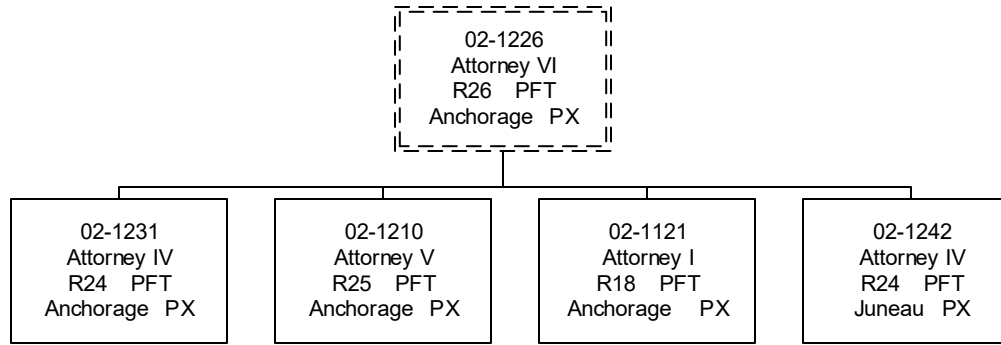 02-1226
Attorney VI
R26 PFT
Anchorage PX
02-1231
Attorney IV
R24 PFT
Anchorage PX
02-1210
Attorney V
R25 PFT
Anchorage PX
02-1121
Attorney I
R18 PFT
Anchorage PX
02-1242
Attorney IV
R24 PFT
Juneau PX